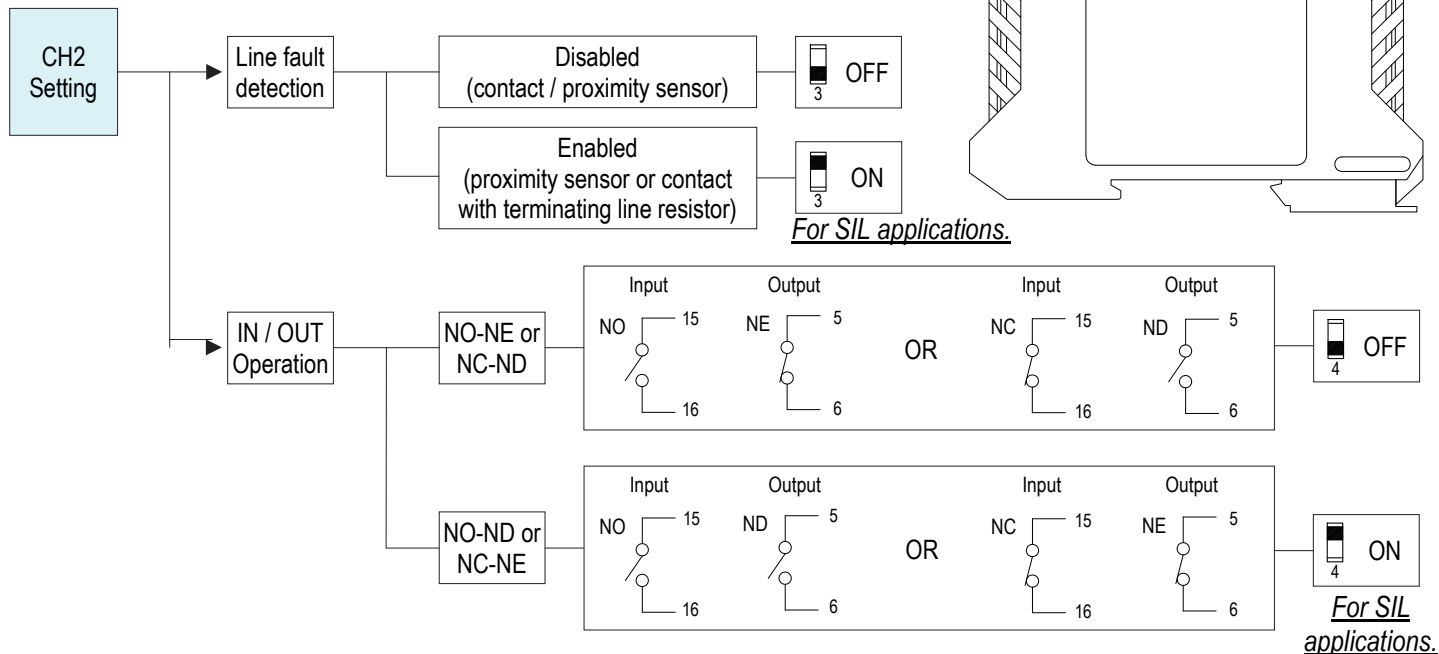 CH2
Setting
Line fault
detection
Disabled
(contact / proximity sensor)
3
OFF
Enabled
(proximity sensor or contact
with terminating line resistor)
3
ON
For SIL applications.
IN / OUT
Operation
NO-NE or
NC-ND
Input
Output
Input
Output
NO
15
NE
5
OR
NC
15
ND
5
16
6
16
6
4
OFF
NO-ND or
NC-NE
Input
Output
Input
Output
NO
15
ND
5
OR
NC
15
NE
5
16
6
16
6
4
ON
For SIL
applications.